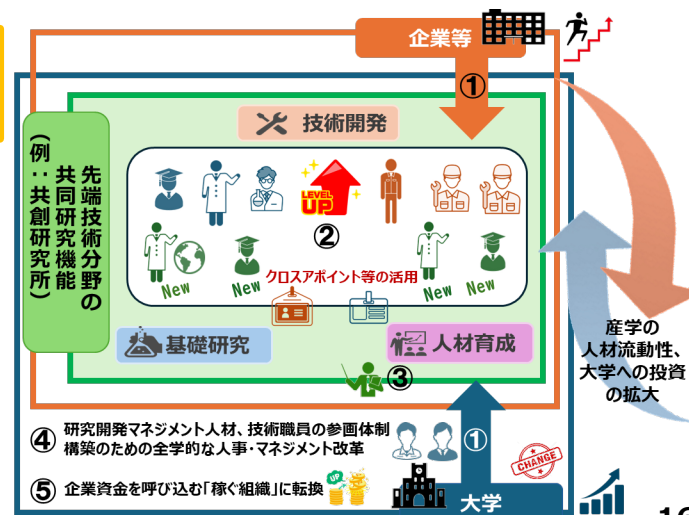 企業等
①
技術開発
先端技術分野の
共同研究機能
(例：共創研究所)
LEVEL
UP
②
New
New
New
New
クロスアポイント等の活用
基礎研究
人材育成
③
産学の
人材流動性、
大学への投資
の拡大
④ 研究開発マネジメント人材、技術職員の参画体制
構築のための全学的な人事・マネジメント改革
①
CHANGE
⑤ 企業資金を呼び込む「稼ぐ組織」に転換
UP
大学